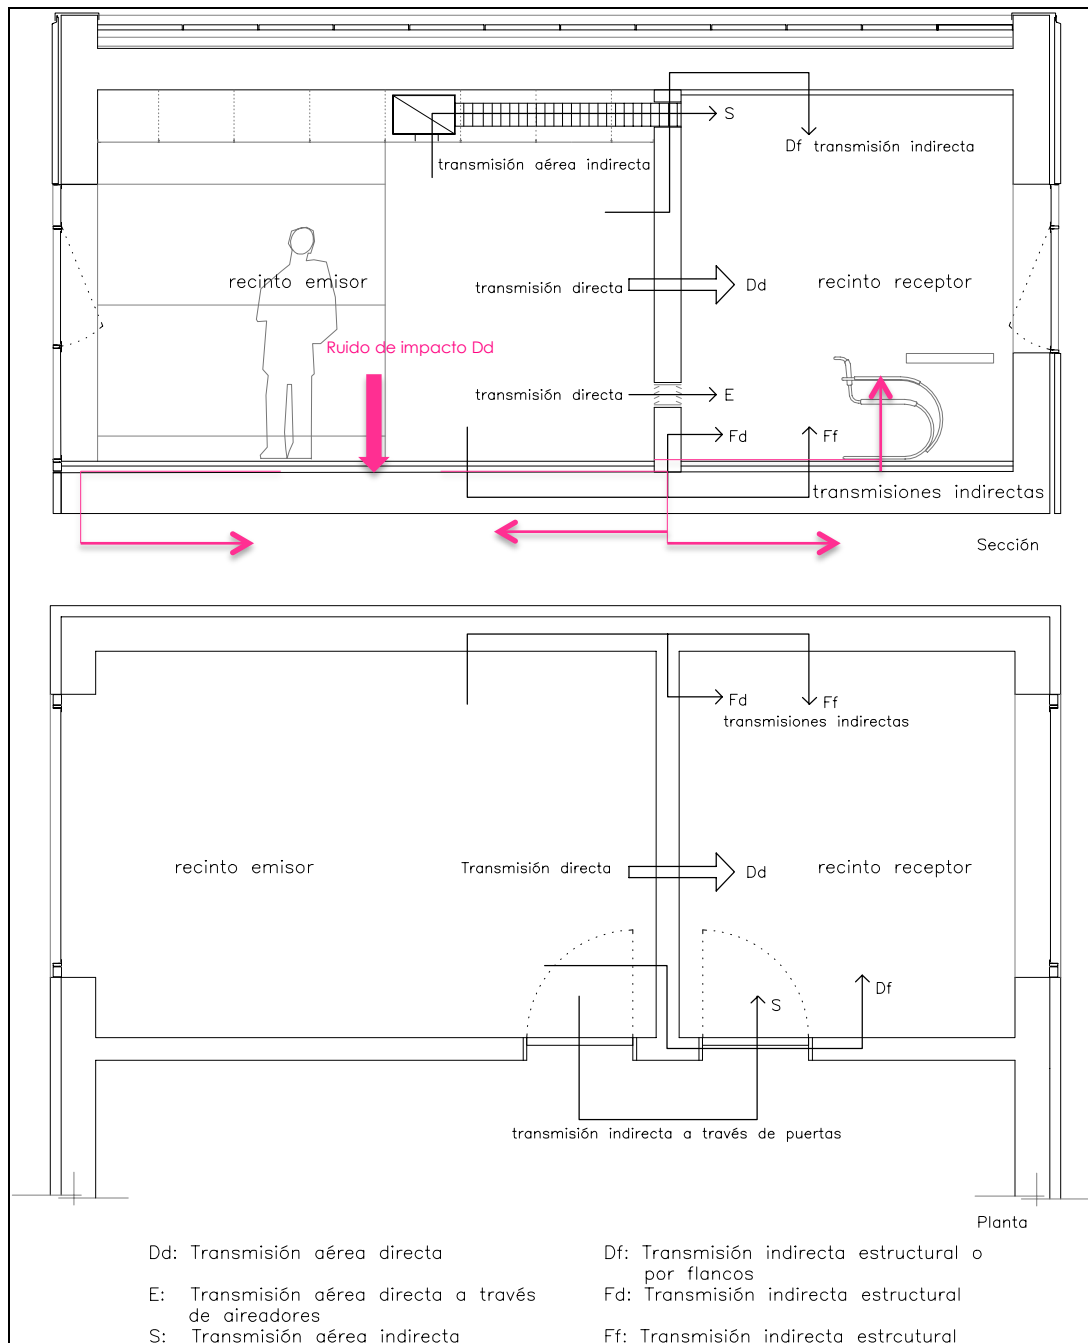 S
Df transmisión indirecta
transmisión aérea indirecta
recinto emisor
transmisión directa
Dd
recinto receptor
Ruido de impacto Dd
transmisión directa
E
Fd
Ff
transmisiones indirectas
Sección
Fd
Ff
transmisiones indirectas
recinto emisor
Transmisión directa
Dd
recinto receptor
Df
S
transmisión indirecta a través de puertas
Planta
Dd: Transmisión aérea directa
E: Transmisión aérea directa a través
de aireadores
S: Transmisión aérea indirecta
Df: Transmisión indirecta estructural o
por flancos
Fd: Transmisión indirecta estructural
Ff: Transmisión indirecta estrcutural